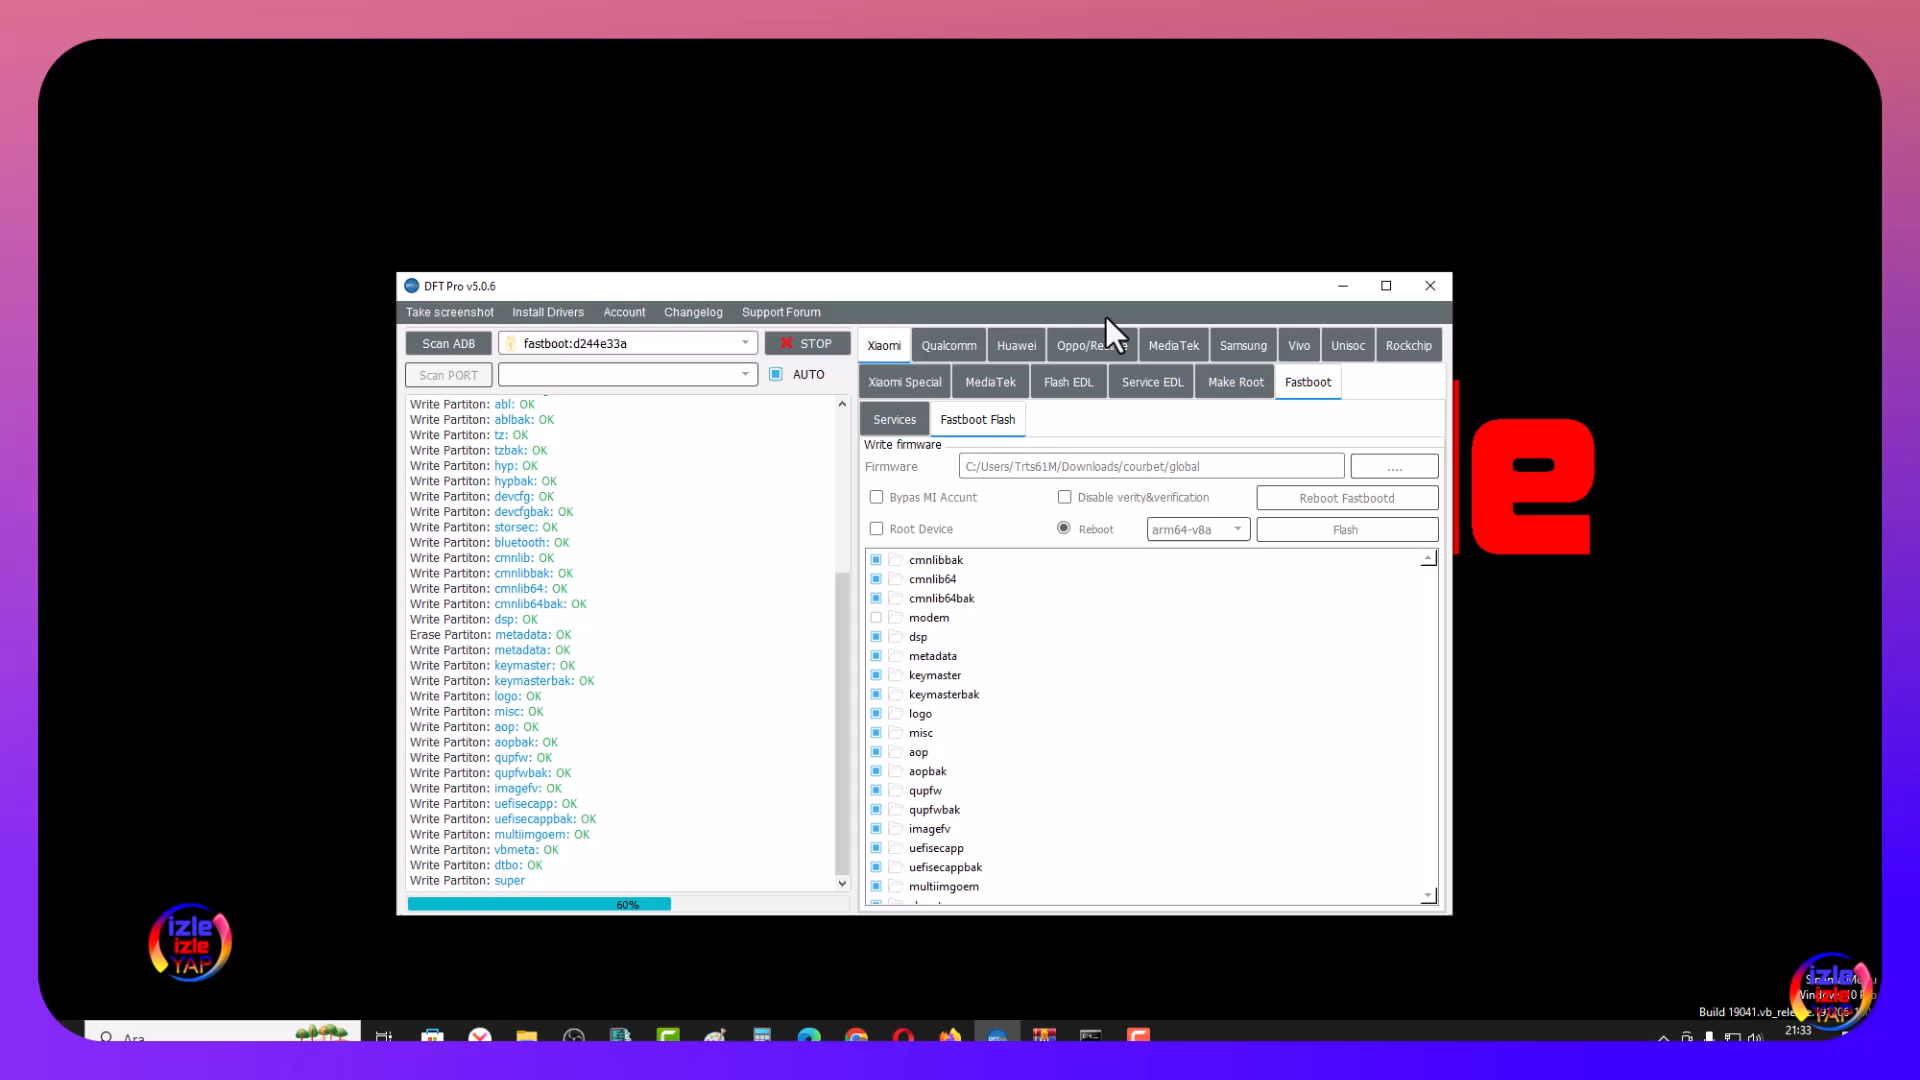 DFT Pro v5.0.6
Take screenshot Install Drivers Account Changelog Support Forum
Scan ADB fastboot:d244e33a STOP
Scan PORT AUTO
Write Partiton: abl: OK
Write Partiton: ablbak: OK
Write Partiton: tz: OK
Write Partiton: tzbak: OK
Write Partiton: hyp: OK
Write Partiton: hypbak: OK
Write Partiton: devcfg: OK
Write Partiton: devcfgbak: OK
Write Partiton: storsec: OK
Write Partiton: bluetooth: OK
Write Partiton: cmnlib: OK
Write Partiton: cmnlibbak: OK
Write Partiton: cmnlib64: OK
Write Partiton: cmnlib64bak: OK
Write Partiton: dsp: OK
Erase Partiton: metadata: OK
Write Partiton: metadata: OK
Write Partiton: keymaster: OK
Write Partiton: keymasterbak: OK
Write Partiton: logo: OK
Write Partiton: misc: OK
Write Partiton: aop: OK
Write Partiton: aopbak: OK
Write Partiton: qupfw: OK
Write Partiton: qupfwbak: OK
Write Partiton: imagefv: OK
Write Partiton: uefisecapp: OK
Write Partiton: uefisecappbak: OK
Write Partiton: multiimgoem: OK
Write Partiton: vbmeta: OK
Write Partiton: dtbo: OK
Write Partiton: super
60%
Xiaomi Qualcomm Huawei MediaTek Samsung Vivo Unisoc Rockchip
Xiaomi Special MediaTek Flash EDL Service EDL Make Root Fastboot
Services Fastboot Flash
Write firmware
Firmware C:/Users/Trts61M/Downloads/courbet/global ....
Bypas MI Accunt Disable verity&verification Reboot Fastbootd
Root Device Reboot arm64-v8a Flash
cmnlibbak
cmnlib64
cmnlib64bak
modem
dsp
metadata
keymaster
keymasterbak
logo
misc
aop
aopbak
qupfw
qupfwbak
imagefv
uefisecapp
uefisecappbak
multiimgoem
e
izle
izle
YAP
izle
izle
YAP
Build
Ara
21:33